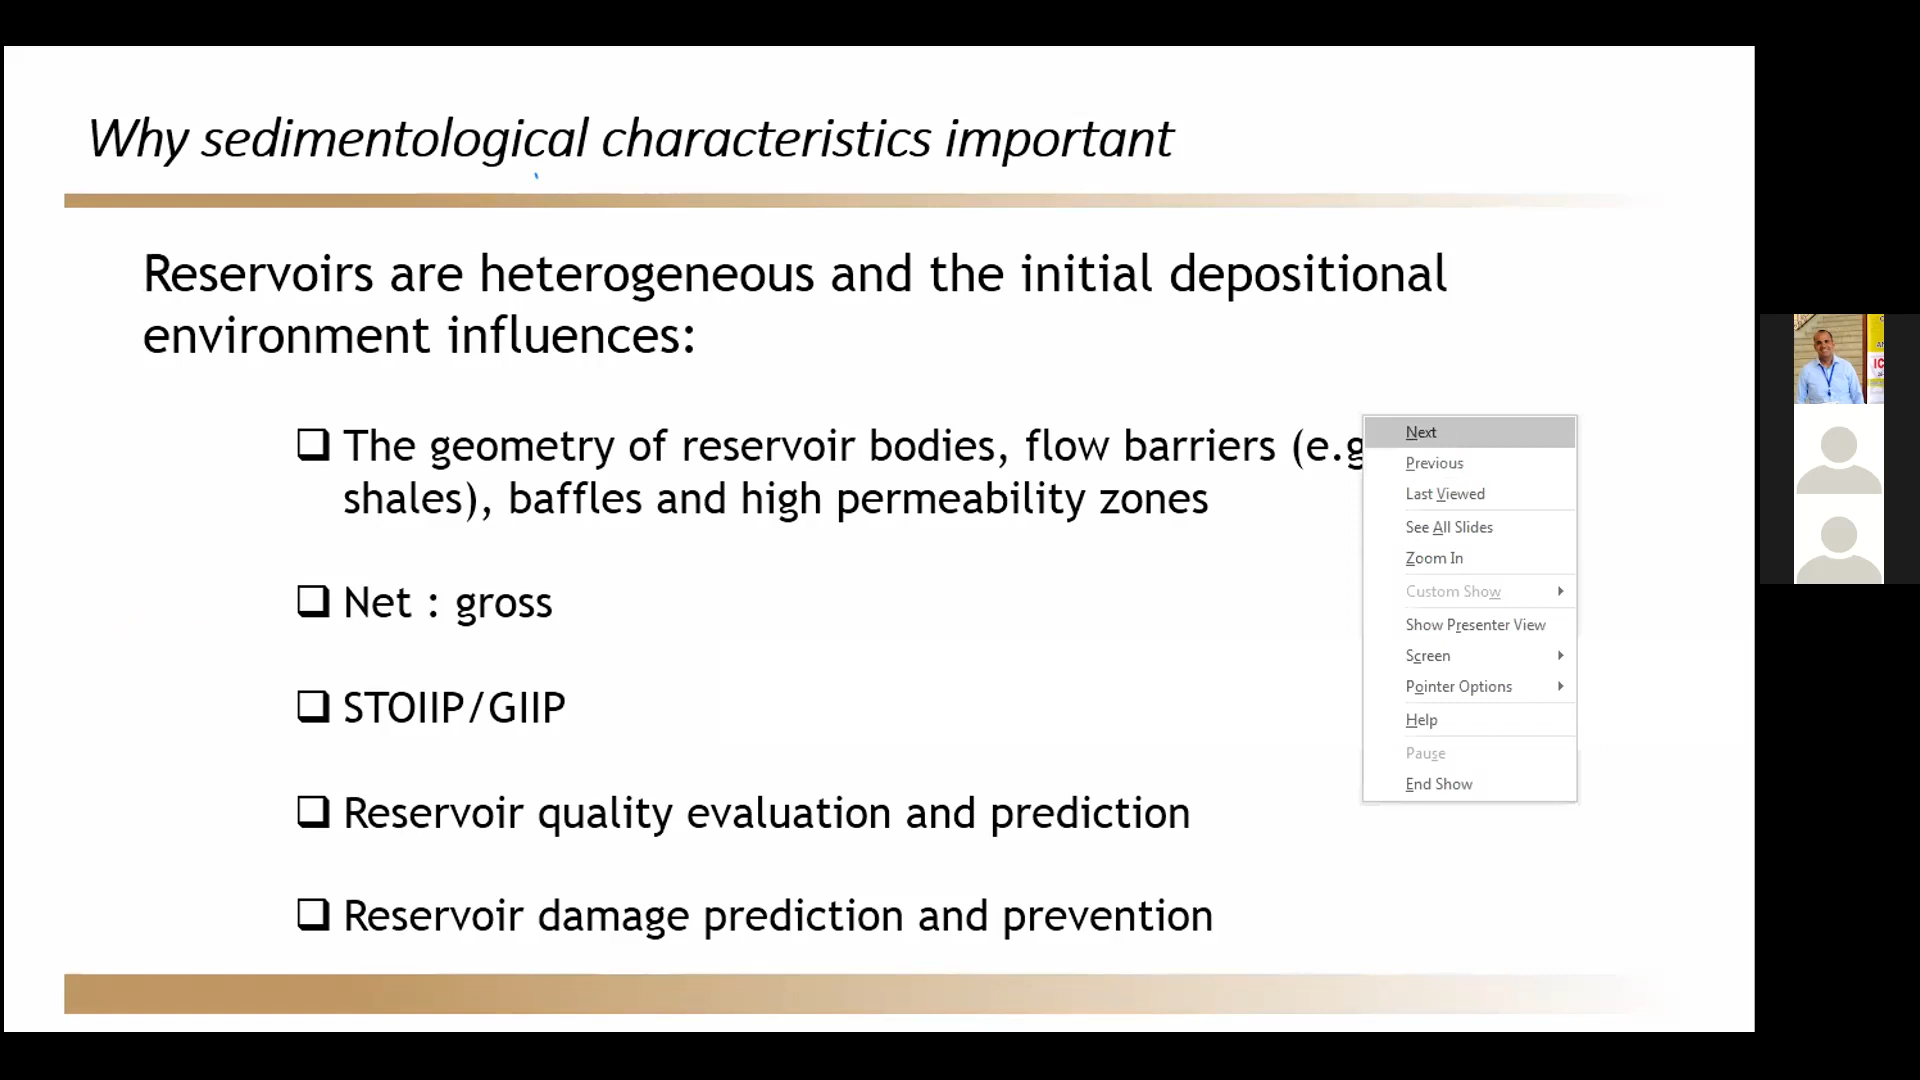 Why sedimentological characteristics important
Reservoirs are heterogeneous and the initial depositional
environment influences:
The geometry of reservoir bodies, flow barriers (e.g
shales), baffles and high permeability zones
Net : gross
STOIIP/GIIP
Reservoir quality evaluation and prediction
Reservoir damage prediction and prevention
Next
Previous
Last Viewed
See All Slides
Zoom In
Custom Show
Show Presenter View
Screen
Pointer Options
Help
Pause
End Show